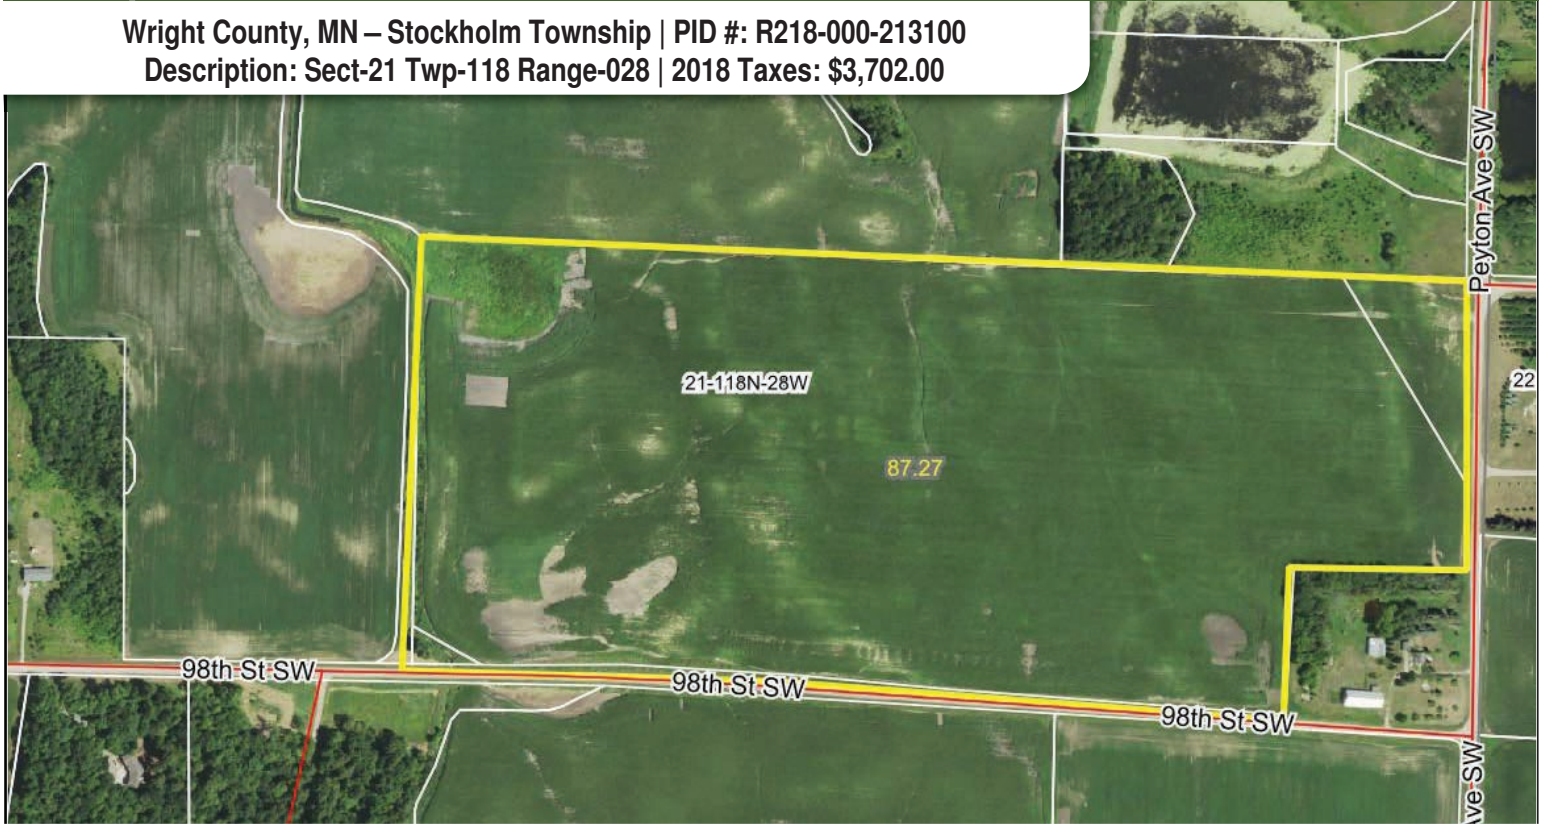 Wright County, MN – Stockholm Township | PID #: R218-000-213100
Description: Sect-21 Twp-118 Range-028 | 2018 Taxes: $3,702.00
Peyton Ave SW
21-118N-28W
22
87.27
98th St SW
98th St SW
98th St SW
Ave SW